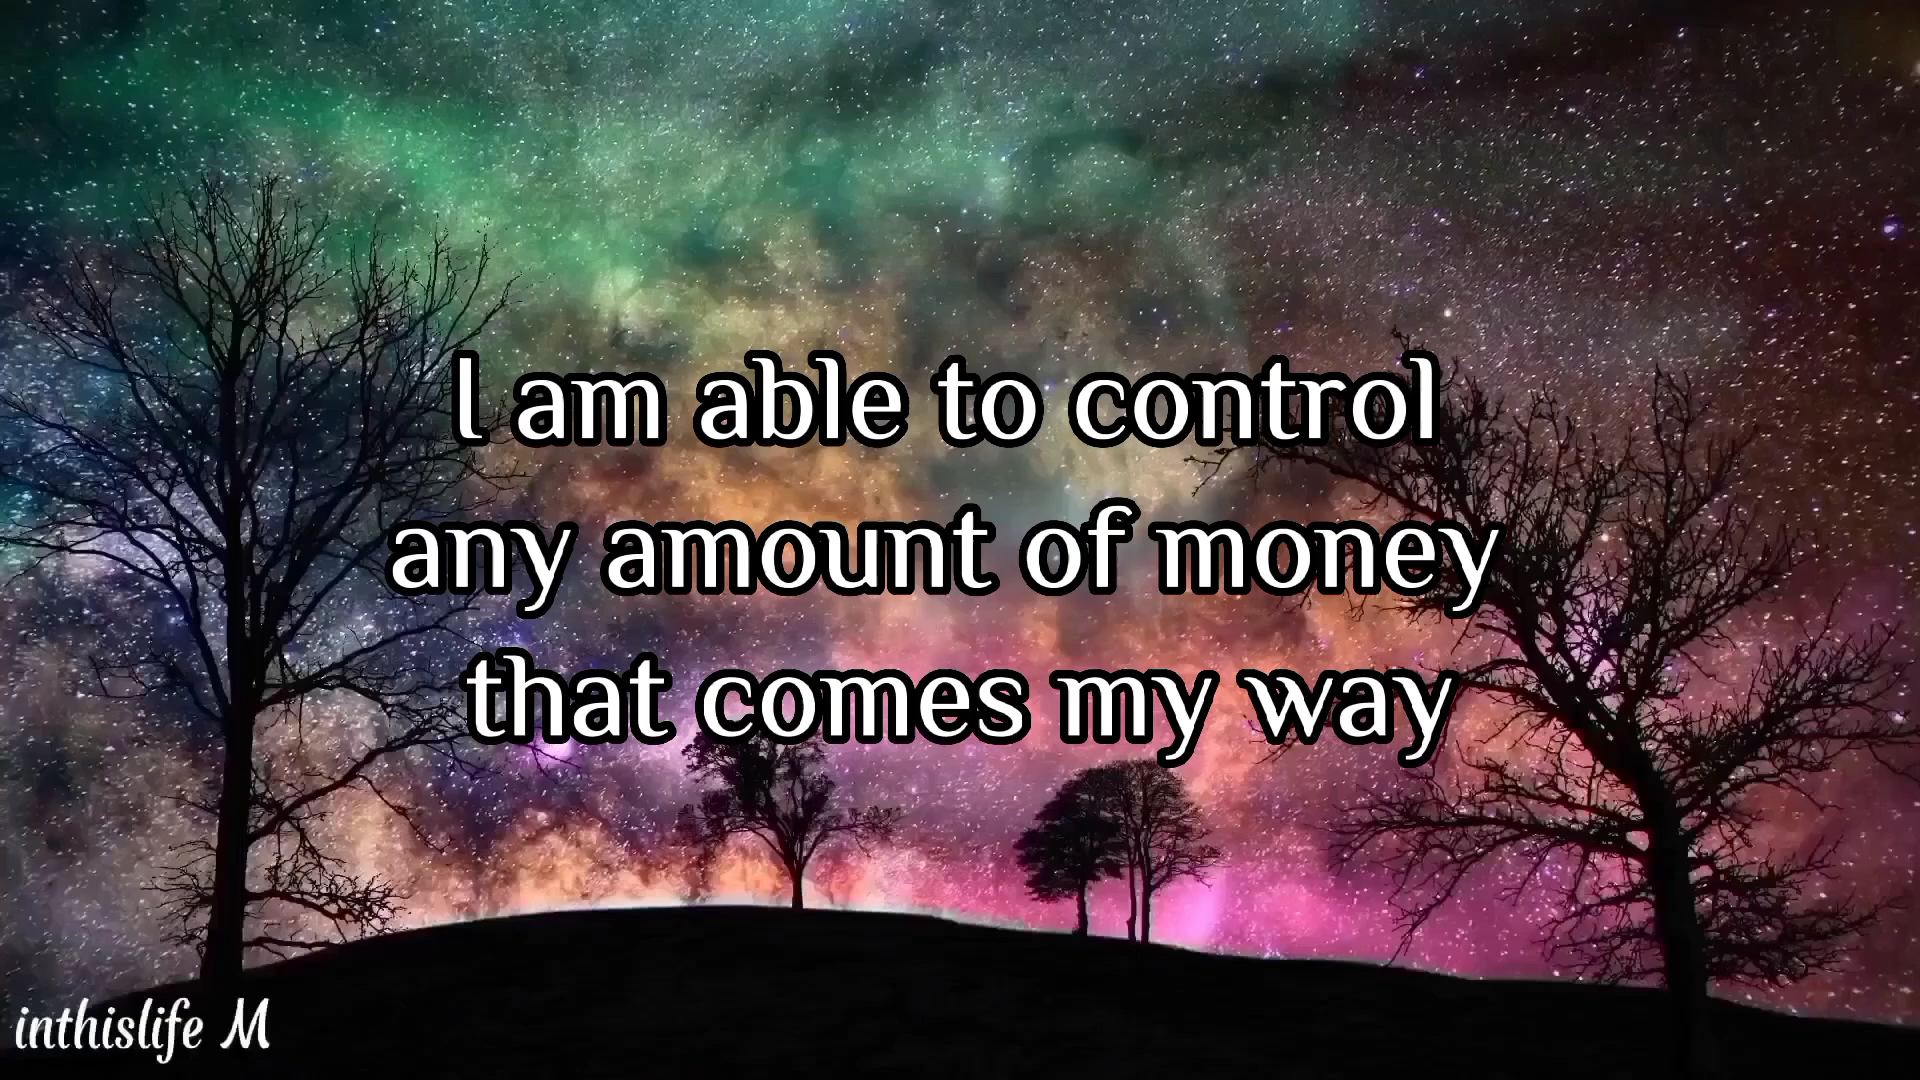 I am able to control
any amount of money
that comes my way
inthislife M